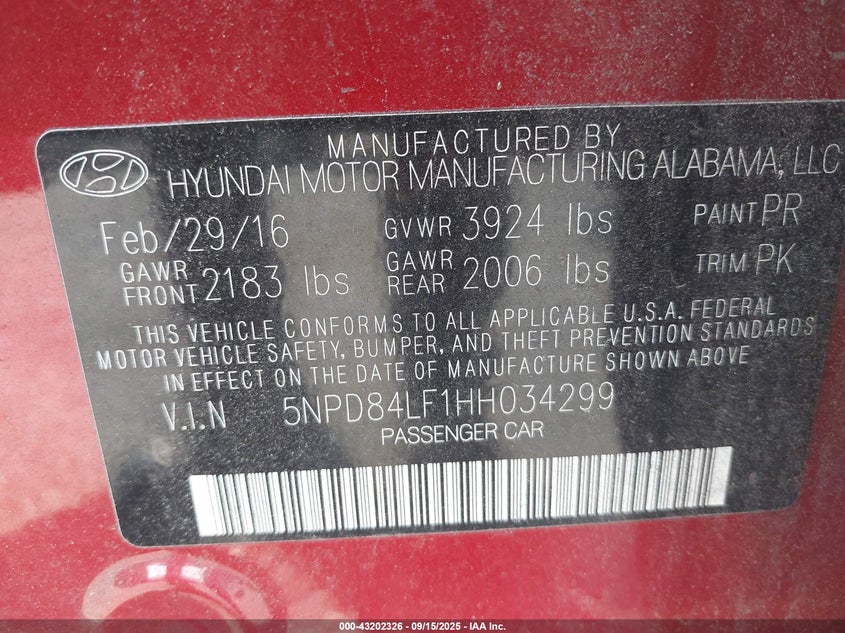 MANUFACTURED BY
HYUNDAI MOTOR MANUFACTURING ALABAMA, LLC
Feb/29/16 GVWR 3924 lbs PAINT PR
GAWR FRONT 2183 lbs GAWR REAR 2006 lbs TRIM PK
THIS VEHICLE CONFORMS TO ALL APPLICABLE U.S.A. FEDERAL
MOTOR VEHICLE SAFETY, BUMPER, AND THEFT PREVENTION STANDARDS
IN EFFECT ON THE DATE OF MANUFACTURE SHOWN ABOVE
V.I.N 5NPD84LF1HH034299
PASSENGER CAR
000-43202326 - 09/15/2025 - IAA Inc.